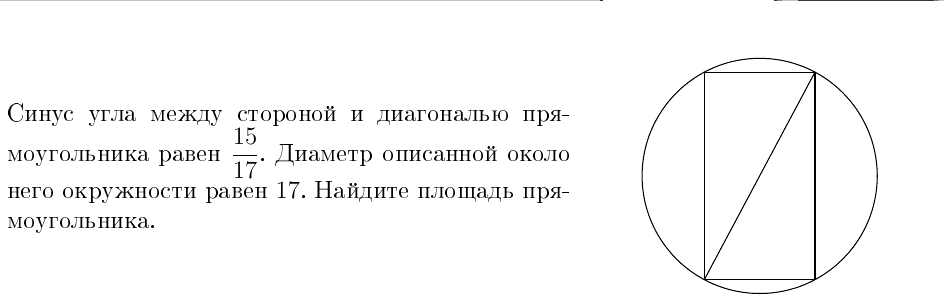 Синус угла между стороной и диагональю пря-
моугольника равен 15/17. Диаметр описанной около
него окружности равен 17. Найдите площадь пря-
моугольника.